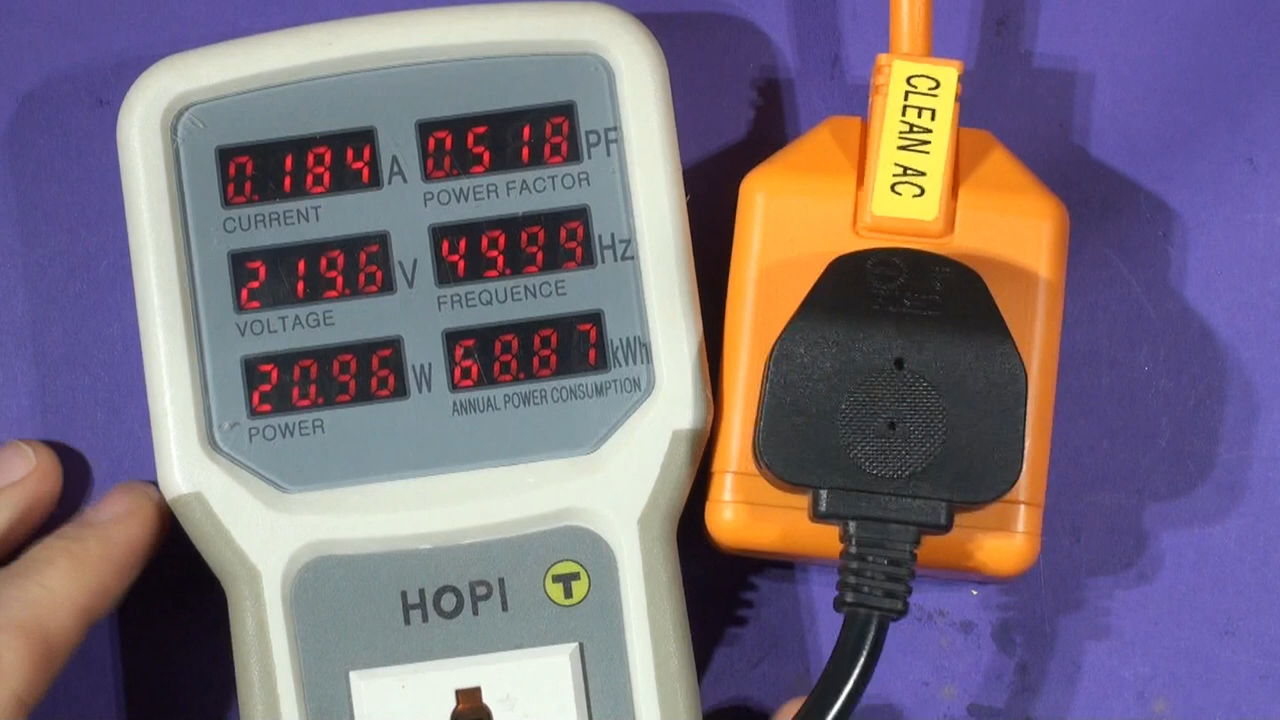 0.184 A
CURRENT
0.518 PF
POWER FACTOR
219.6 V
VOLTAGE
49.99 Hz
FREQUENCE
20.96 W
POWER
68.87 kWh
ANNUAL POWER CONSUMPTION
HOPI T
CLEAN AC